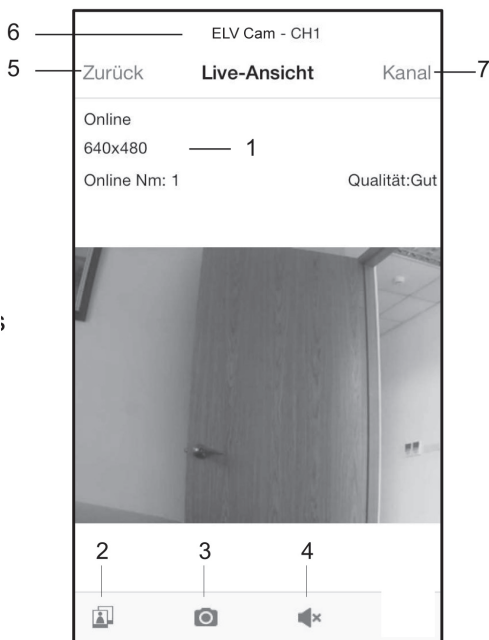 6 ELV Cam - CH1
5 Zurück Live-Ansicht Kanal 7
Online
640x480 1
Online Nm: 1 Qualität:Gut
s
2 3 4